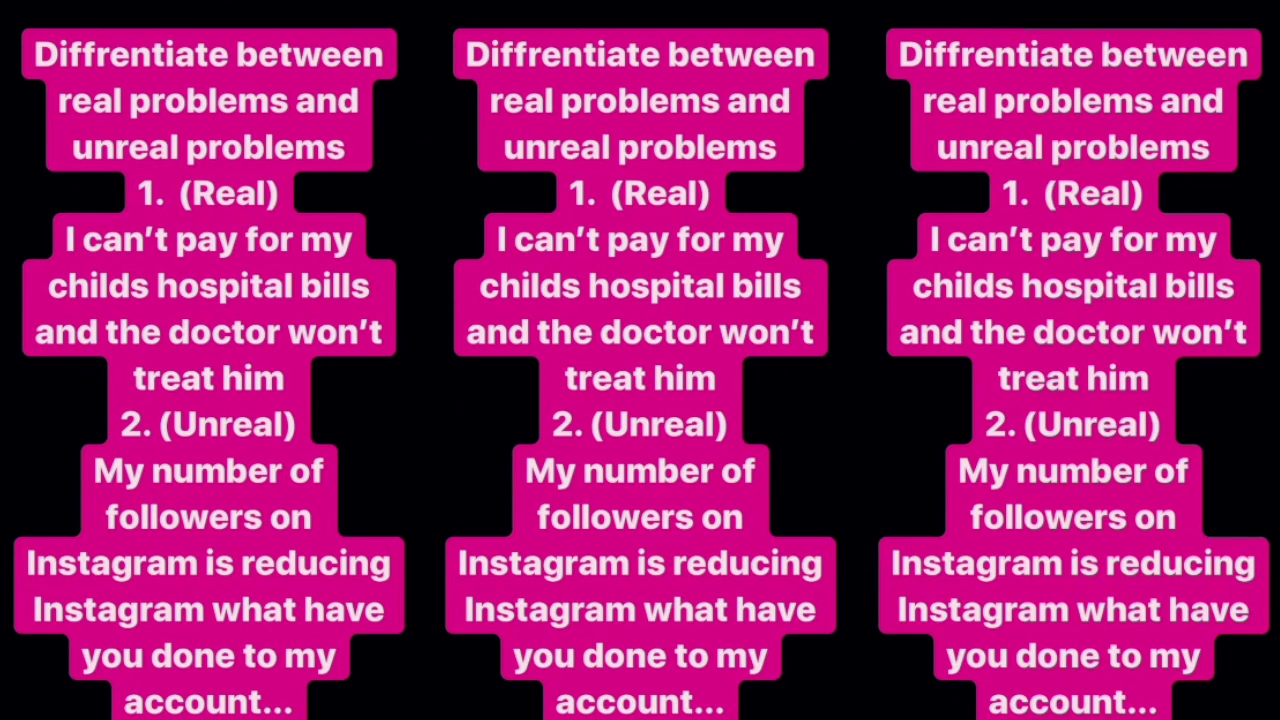 Diffrentiate between
real problems and
unreal problems
1. (Real)
I can’t pay for my
childs hospital bills
and the doctor won’t
treat him
2. (Unreal)
My number of
followers on
Instagram is reducing
Instagram what have
you done to my
account...
Diffrentiate between
real problems and
unreal problems
1. (Real)
I can’t pay for my
childs hospital bills
and the doctor won’t
treat him
2. (Unreal)
My number of
followers on
Instagram is reducing
Instagram what have
you done to my
account...
Diffrentiate between
real problems and
unreal problems
1. (Real)
I can’t pay for my
childs hospital bills
and the doctor won’t
treat him
2. (Unreal)
My number of
followers on
Instagram is reducing
Instagram what have
you done to my
account...